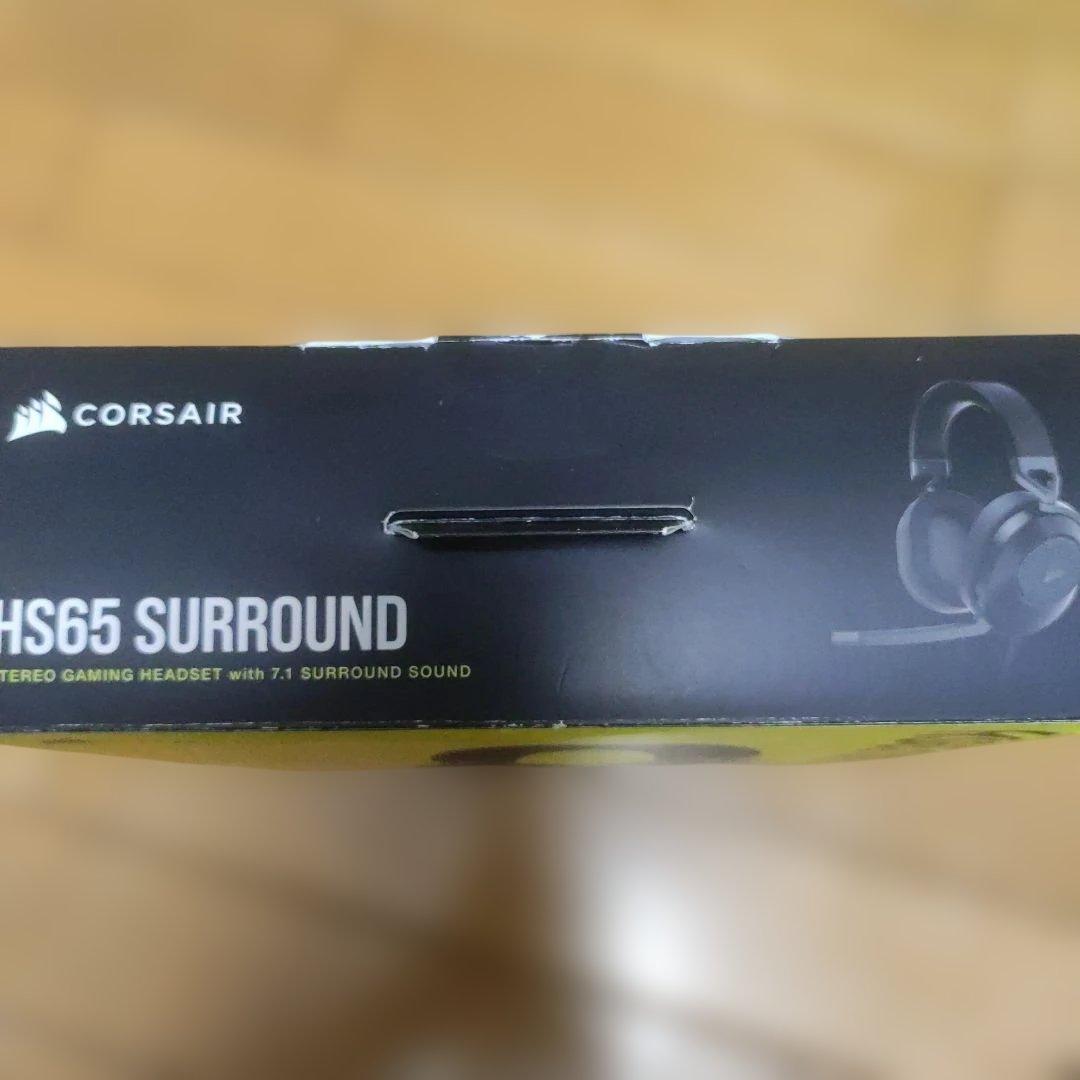 CORSAIR
HS65 SURROUND
TEREO GAMING HEADSET with 7.1 SURROUND SOUND